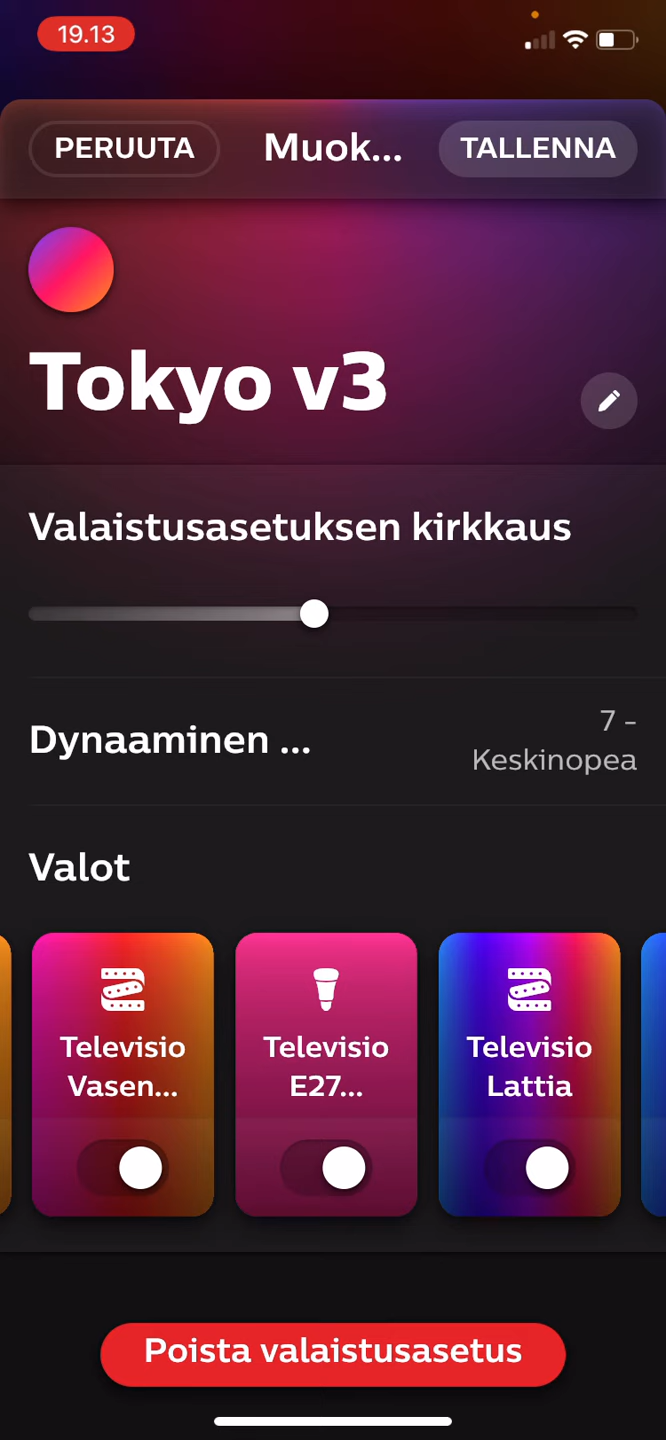 19.13
PERUUTA
Muok...
TALLENNA
Tokyo v3
Valaistusasetuksen kirkkaus
Dynaaminen ...
7 -
Keskinopea
Valot
Televisio
Vasen...
Televisio
E27...
Televisio
Lattia
Poista valaistusasetus